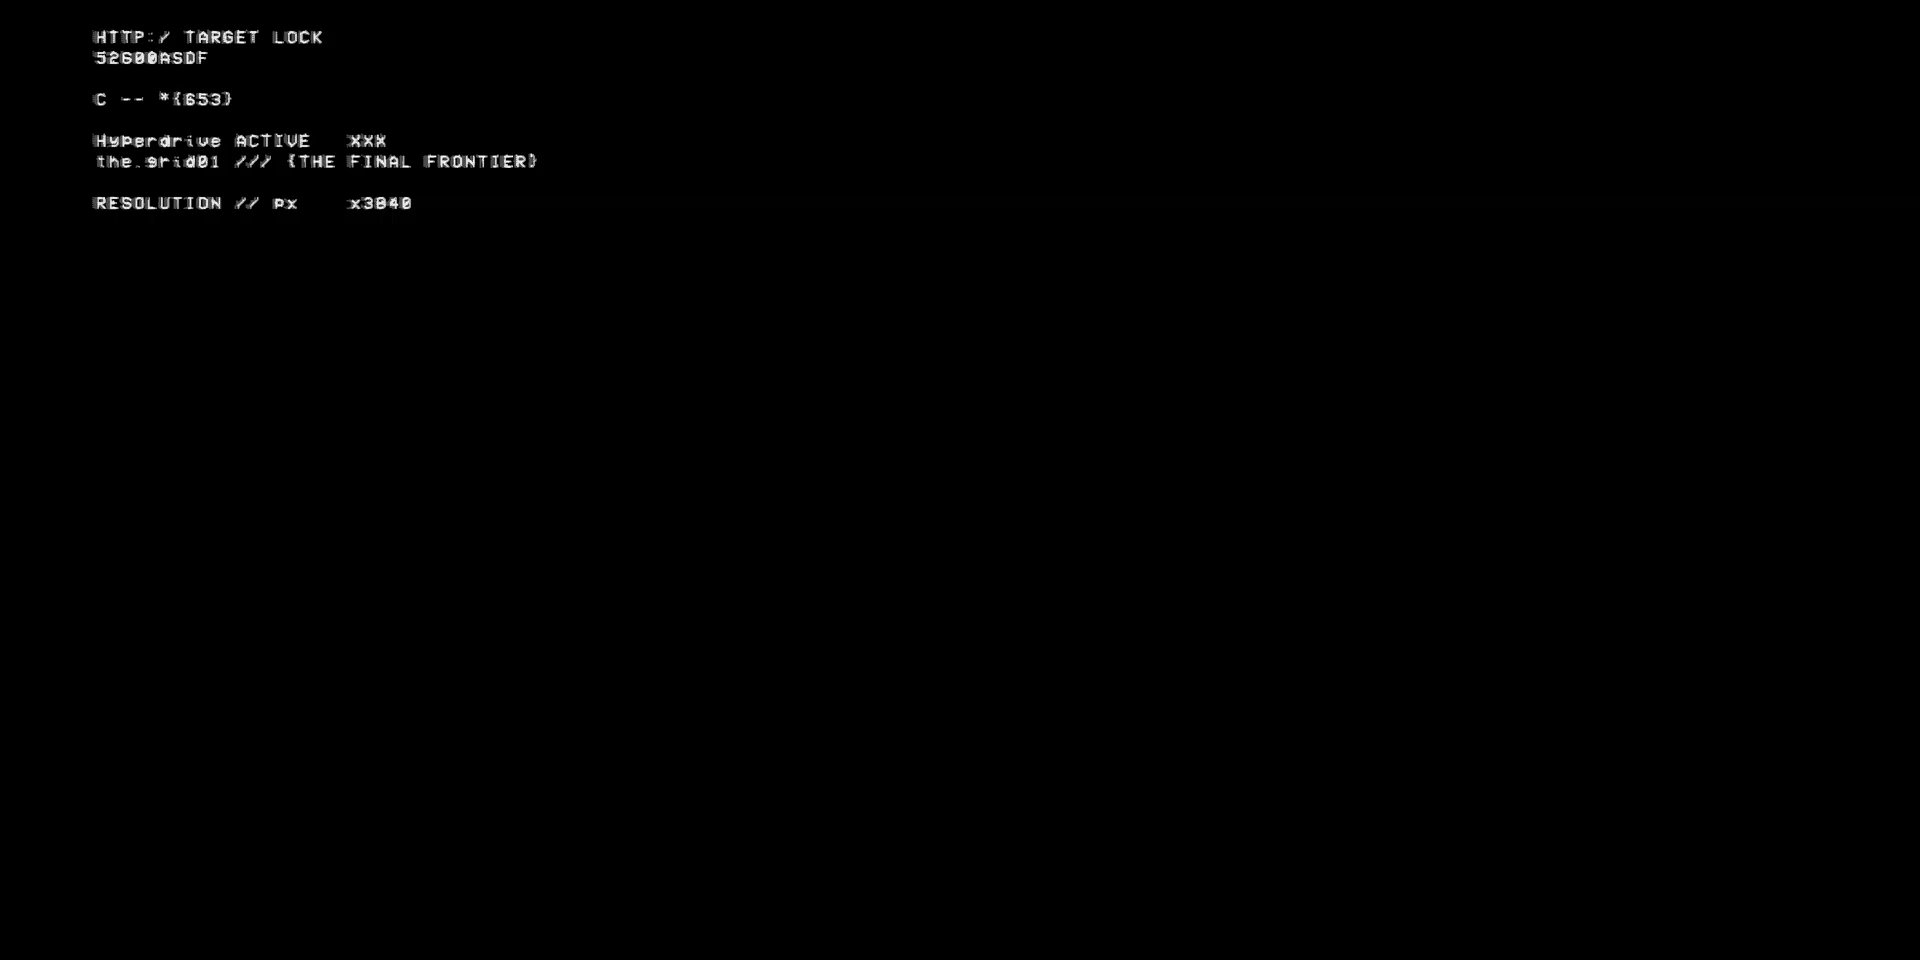 HTTP:/ TARGET LOCK
52600ASDF
C -- *{653}
Hyperdrive ACTIVE   xxx
the.grid01 /// {THE FINAL FRONTIER}
RESOLUTION // px    x3840